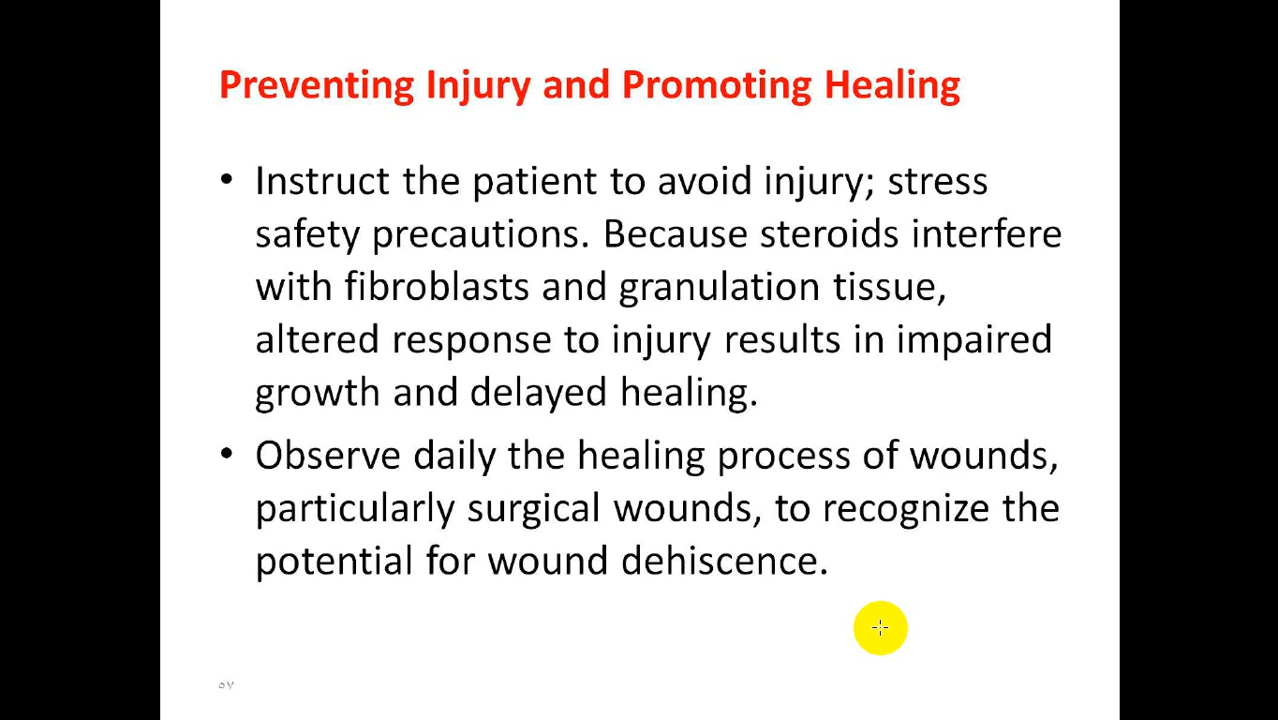 Preventing Injury and Promoting Healing
• Instruct the patient to avoid injury; stress
safety precautions. Because steroids interfere
with fibroblasts and granulation tissue,
altered response to injury results in impaired
growth and delayed healing.
• Observe daily the healing process of wounds,
particularly surgical wounds, to recognize the
potential for wound dehiscence.
٥٧